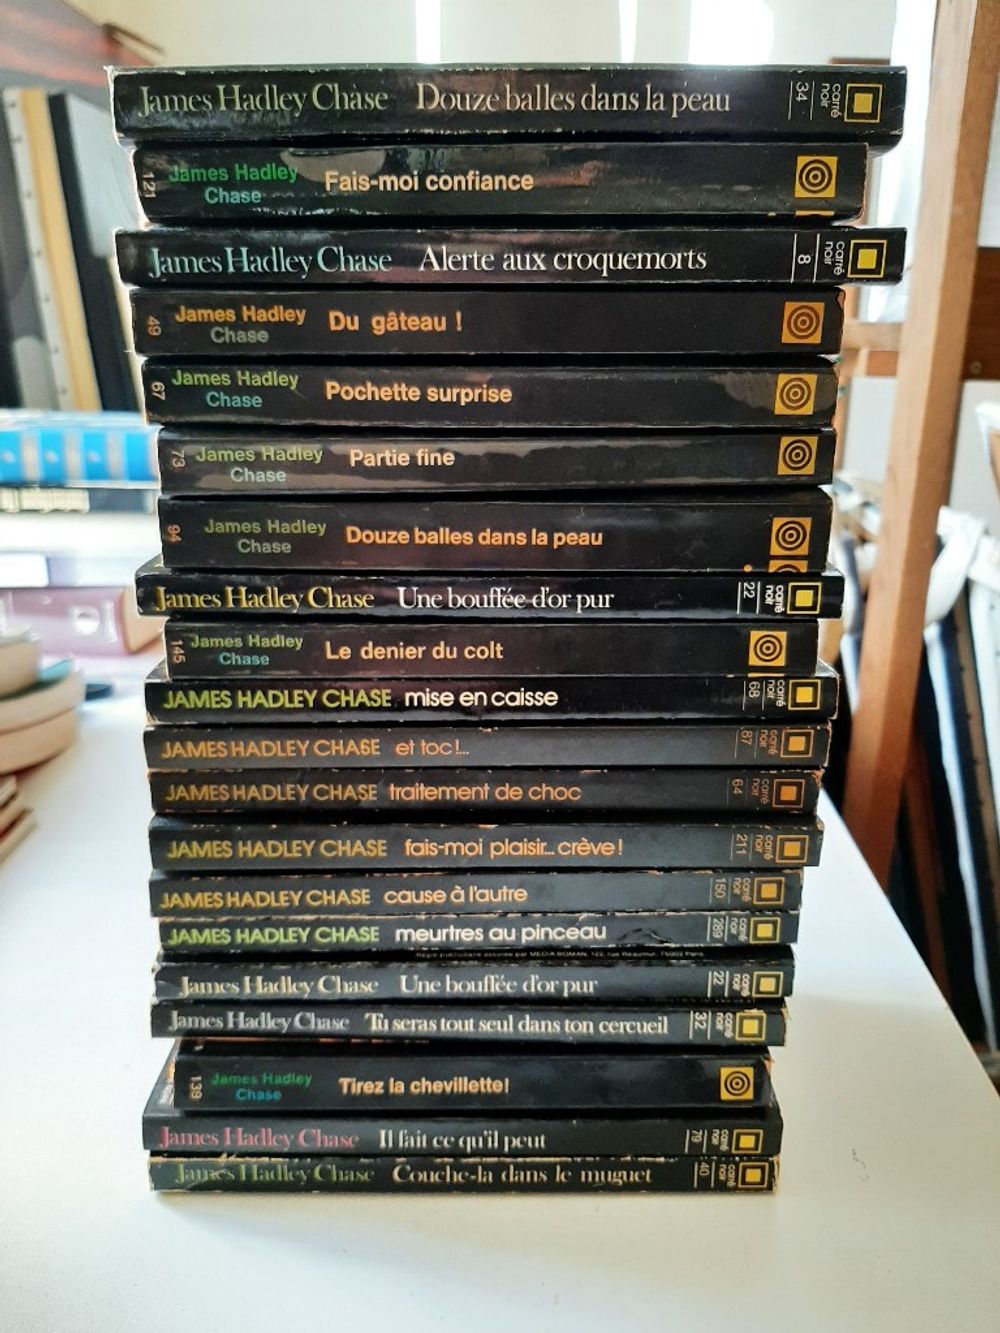 James Hadley Chase Douze balles dans la peau 34 carré noir
121 James Hadley Chase Fais-moi confiance
James Hadley Chase Alerte aux croquemorts 8 carré noir
49 James Hadley Chase Du gâteau !
67 James Hadley Chase Pochette surprise
73 James Hadley Chase Partie fine
94 James Hadley Chase Douze balles dans la peau
James Hadley Chase Une bouffée d'or pur 22 carré noir
145 James Hadley Chase Le denier du colt
JAMES HADLEY CHASE mise en caisse 68 carré noir
JAMES HADLEY CHASE et toc !... 87 carré noir
JAMES HADLEY CHASE traitement de choc 64 carré noir
JAMES HADLEY CHASE fais-moi plaisir... crève ! 211 carré noir
JAMES HADLEY CHASE cause à l'autre 150 carré noir
JAMES HADLEY CHASE meurtres au pinceau 289 carré noir
James Hadley Chase Une bouffée d'or pur 22 carré noir
James Hadley Chase Tu seras tout seul dans ton cercueil 32 carré noir
139 James Hadley Chase Tirez la chevillette!
James Hadley Chase Il fait ce qu'il peut 79 carré noir
James Hadley Chase Couche-la dans le muguet 40 carré noir